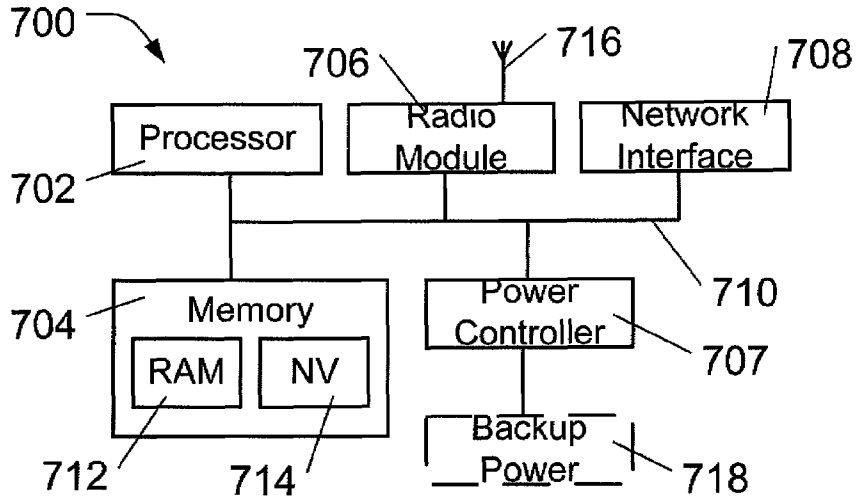 700
706
716
708
Processor
Radio
Module
Network
Interface
702
704
Memory
RAM
NV
Power
Controller
710
707
712
714
Backup
Power
718